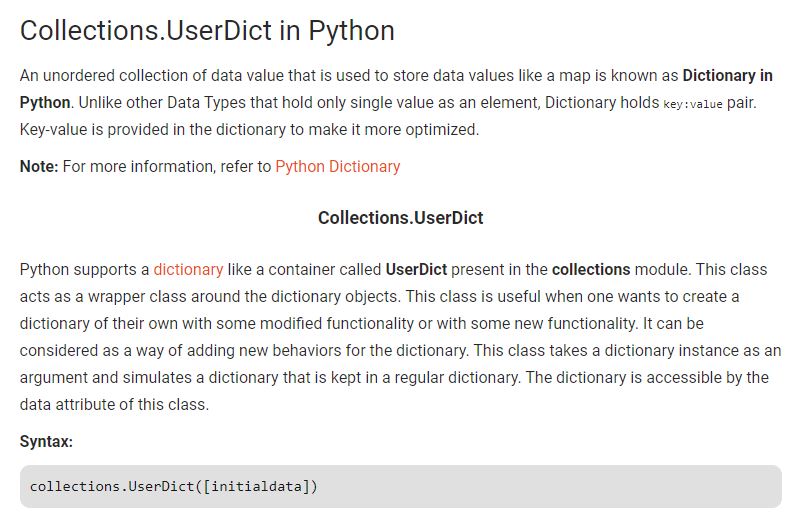 Collections.UserDict in Python
An unordered collection of data value that is used to store data values like a map is known as Dictionary in
Python. Unlike other Data Types that hold only single value as an element, Dictionary holds key:value pair.
Key-value is provided in the dictionary to make it more optimized.
Note: For more information, refer to Python Dictionary
Collections.UserDict
Python supports a dictionary like a container called UserDict present in the collections module. This class
acts as a wrapper class around the dictionary objects. This class is useful when one wants to create a
dictionary of their own with some modified functionality or with some new functionality. It can be
considered as a way of adding new behaviors for the dictionary. This class takes a dictionary instance as an
argument and simulates a dictionary that is kept in a regular dictionary. The dictionary is accessible by the
data attribute of this class.
Syntax:
collections.UserDict([initialdata])